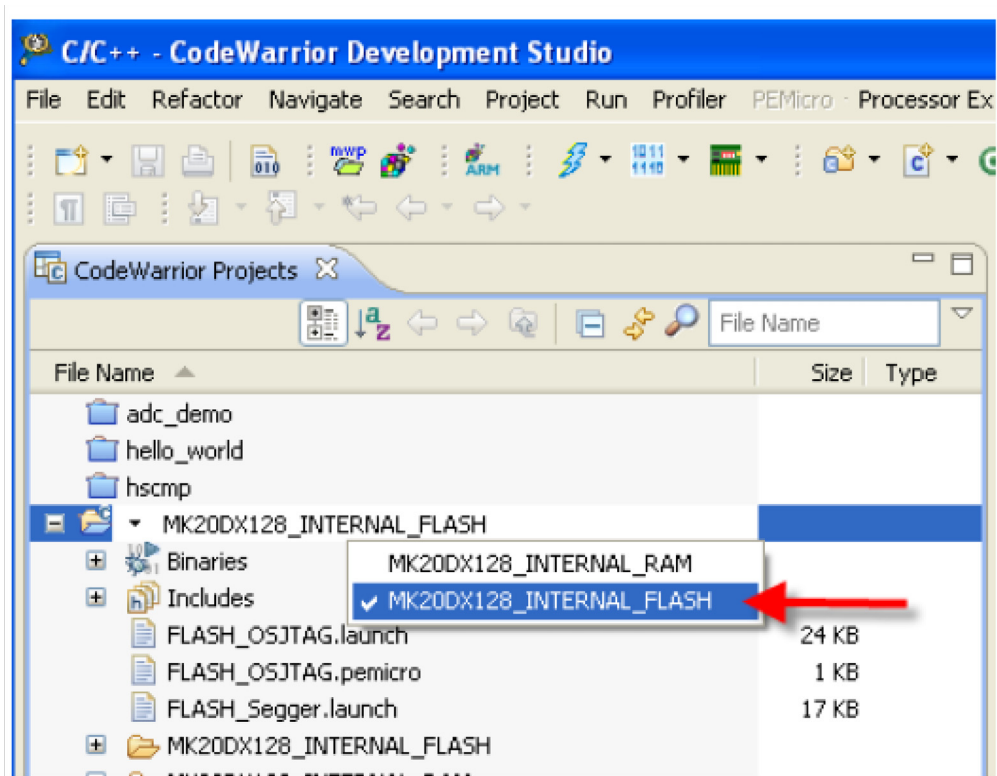 C/C++ - CodeWarrior Development Studio
File Edit Refactor Navigate Search Project Run Profiler PEMicro Processor Ex
010 mwp ARM 1011 1110 c
CodeWarrior Projects
a z File Name
File Name Size Type
adc_demo
hello_world
hscmp
MK20DX128_INTERNAL_FLASH
Binaries MK20DX128_INTERNAL_RAM
Includes MK20DX128_INTERNAL_FLASH
FLASH_OSJTAG.launch 24 KB
FLASH_OSJTAG.pemicro 1 KB
FLASH_Segger.launch 17 KB
MK20DX128_INTERNAL_FLASH